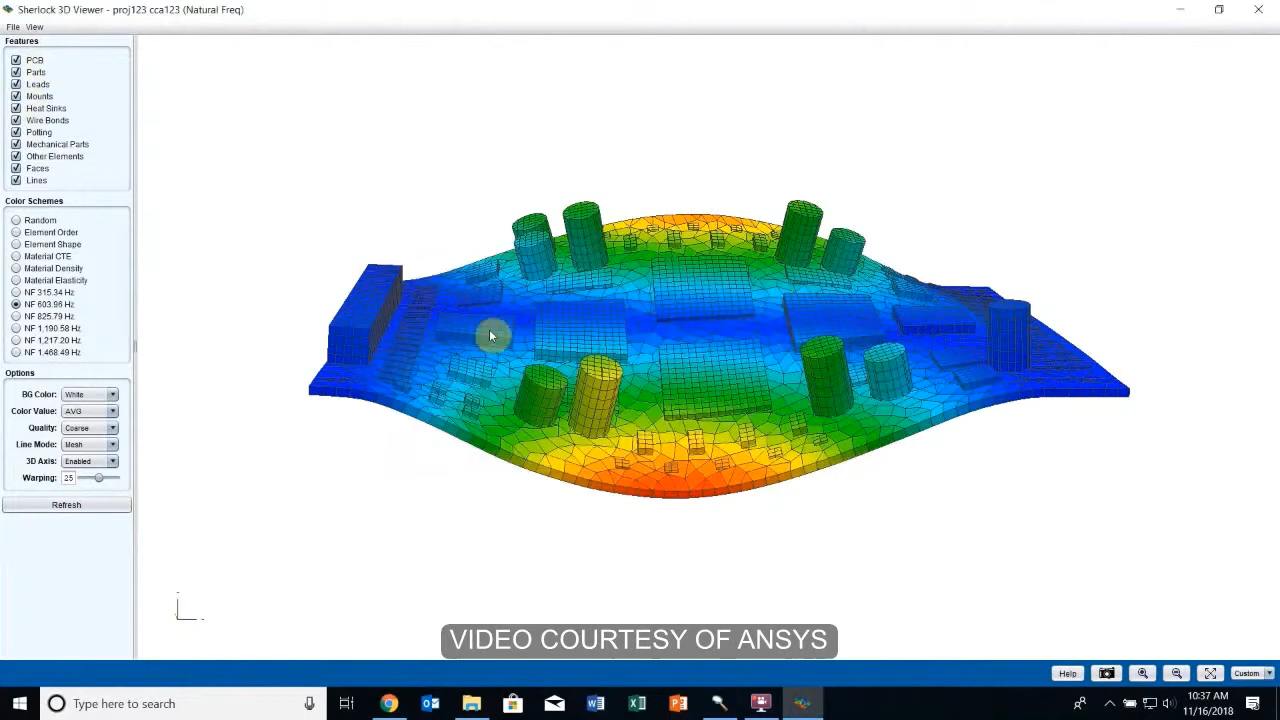 Sherlock 3D Viewer - proj123 cca123 (Natural Freq)
File View
Features
PCB
Parts
Leads
Mounts
Heat Sinks
Wire Bonds
Potting
Mechanical Parts
Other Elements
Faces
Lines
Color Schemes
Random
Element Order
Element Shape
Material CTE
Material Density
Material Elasticity
NF 315.34 Hz
NF 603.96 Hz
NF 825.79 Hz
NF 1,190.58 Hz
NF 1,217.20 Hz
NF 1,468.49 Hz
Options
BG Color: White
Color Value: AVG
Quality: Coarse
Line Mode: Mesh
3D Axis: Enabled
Warping: 25
Refresh
VIDEO COURTESY OF ANSYS
Help Custom
Type here to search
10:37 AM
11/16/2018